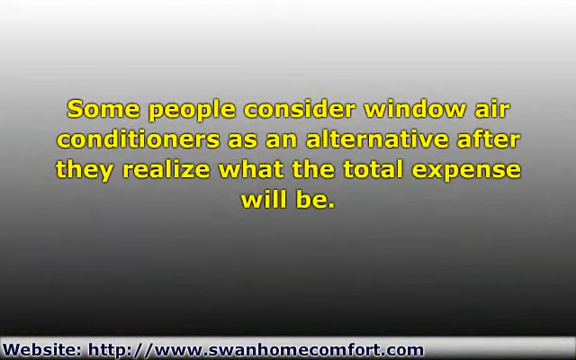 Some people consider window air
conditioners as an alternative after
they realize what the total expense
will be.
Website: http://www.swanhomecomfort.com